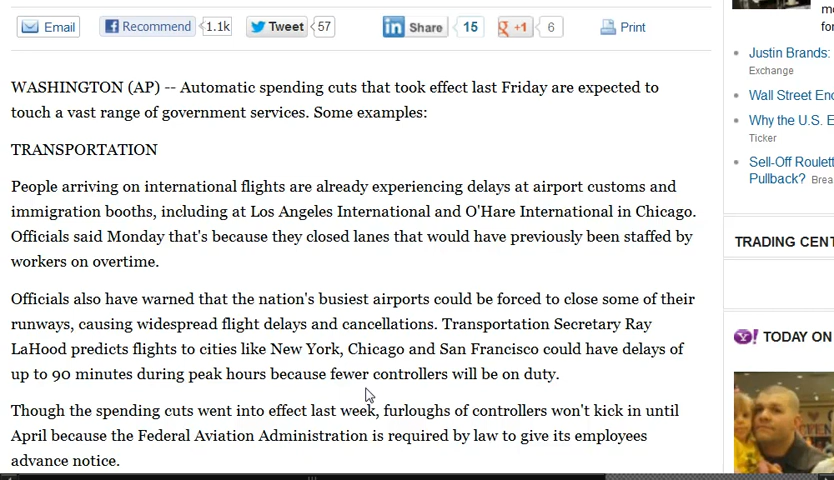 Email
Recommend 1.1k
Tweet 57
Share 15
+1 6
Print
WASHINGTON (AP) -- Automatic spending cuts that took effect last Friday are expected to
touch a vast range of government services. Some examples:
TRANSPORTATION
People arriving on international flights are already experiencing delays at airport customs and
immigration booths, including at Los Angeles International and O'Hare International in Chicago.
Officials said Monday that's because they closed lanes that would have previously been staffed by
workers on overtime.
Officials also have warned that the nation's busiest airports could be forced to close some of their
runways, causing widespread flight delays and cancellations. Transportation Secretary Ray
LaHood predicts flights to cities like New York, Chicago and San Francisco could have delays of
up to 90 minutes during peak hours because fewer controllers will be on duty.
Though the spending cuts went into effect last week, furloughs of controllers won't kick in until
April because the Federal Aviation Administration is required by law to give its employees
advance notice.
Justin Brands:
Exchange
Wall Street
Why the U.S.
Ticker
Sell-Off
Pullback?
TRADING
TODAY ON